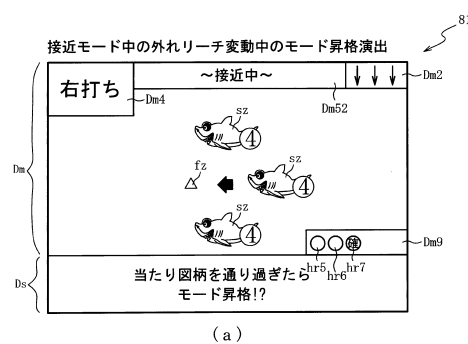 81
接近モード中の外れリーチ変動中のモード昇格演出
右打ち
～接近中～
↓ ↓ ↓
Dm2
Dm4
Dm52
sz
④
Dm
fz
sz
④
sz
④
確
Dm9
hr5
hr6
hr7
Ds
当たり図柄を通り過ぎたら
モード昇格!?
(a)